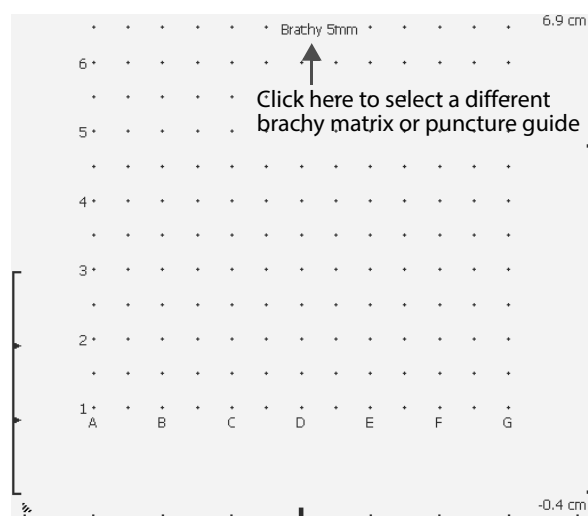 Brachy 5mm
6.9 cm
6
Click here to select a different
brachy matrix or puncture guide
5
4
3
2
1
A B C D E F G
-0.4 cm